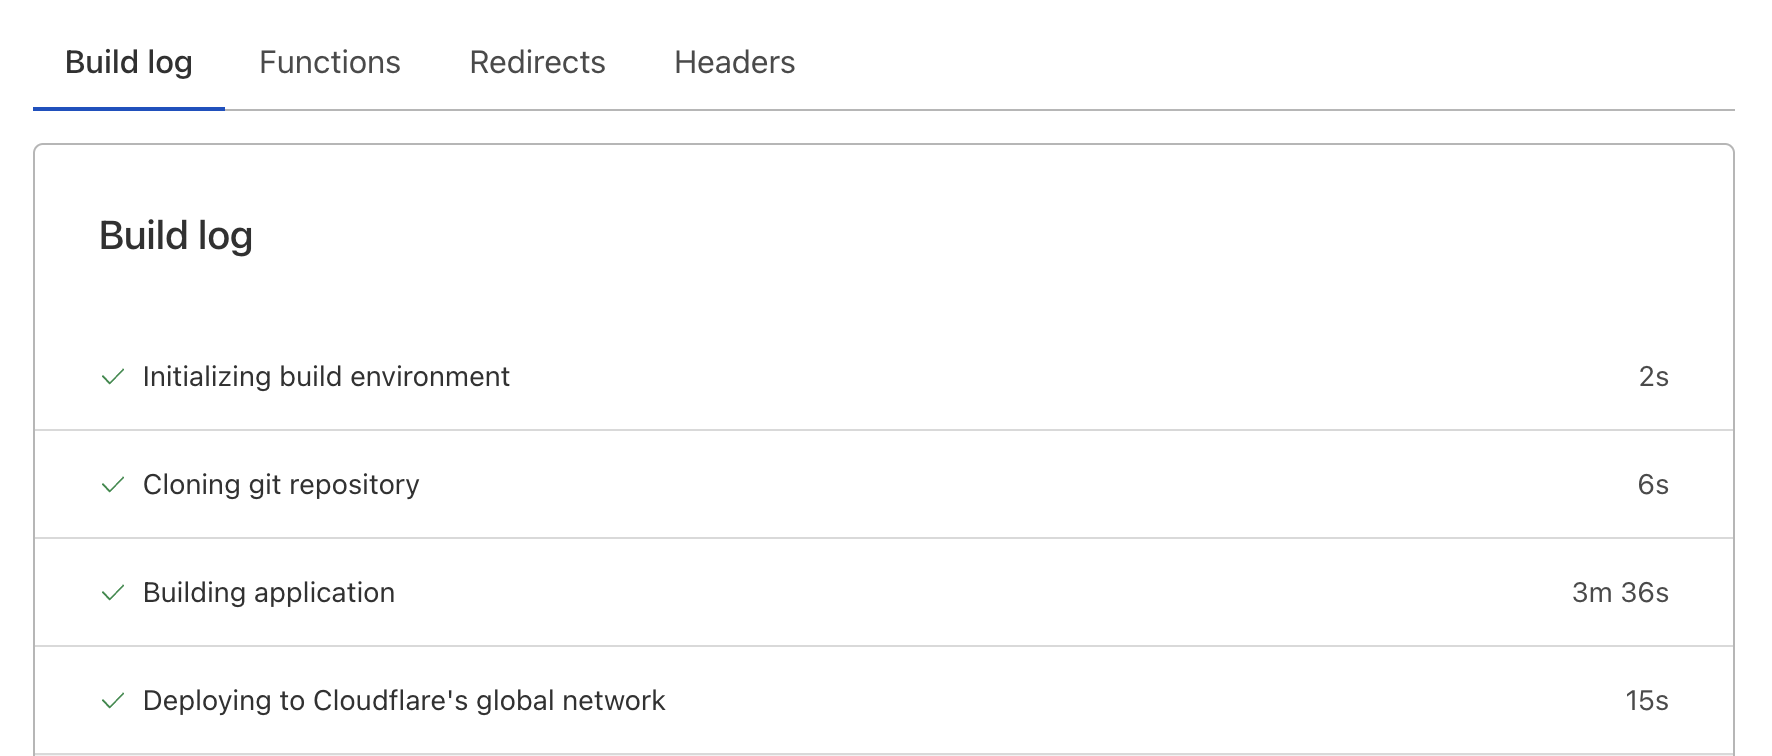 Build log Functions Redirects Headers
Build log
Initializing build environment 2s
Cloning git repository 6s
Building application 3m 36s
Deploying to Cloudflare's global network 15s